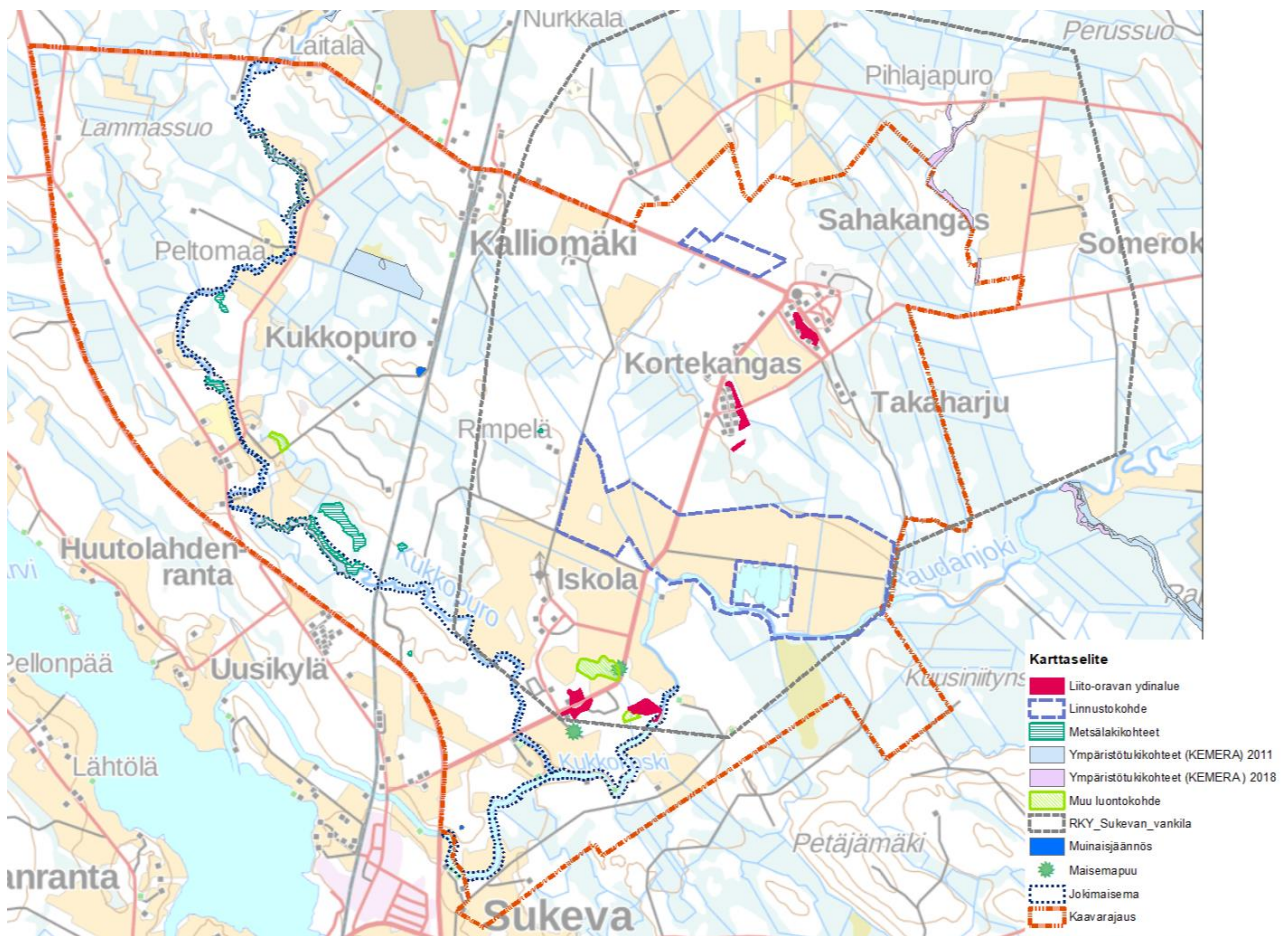 Nurkkala
Laitala
Perussuo
Pihlajapuro
Lammassuo
Sahakangas
Peltomaa
Kalliomäki
Somerok
Kukkopuro
Kortekangas
Takaharju
Rimpelä
Huutolahden-
ranta
Kukkopuro
Iskola
Raudanjoki
Pellonpää
Uusikylä
Kuusiniityns
Lähtölä
Kukkokoski
Petäjämäki
anranta
Sukeva
Karttaselite
Liito-oravan ydinalue
Linnustokohde
Metsälakikohteet
Ympäristötukikohteet (KEMERA) 2011
Ympäristötukikohteet (KEMERA ) 2018
Muu luontokohde
RKY_Sukevan_vankila
Muinaisjäännös
Maisemapuu
Jokimaisema
Kaavarajaus